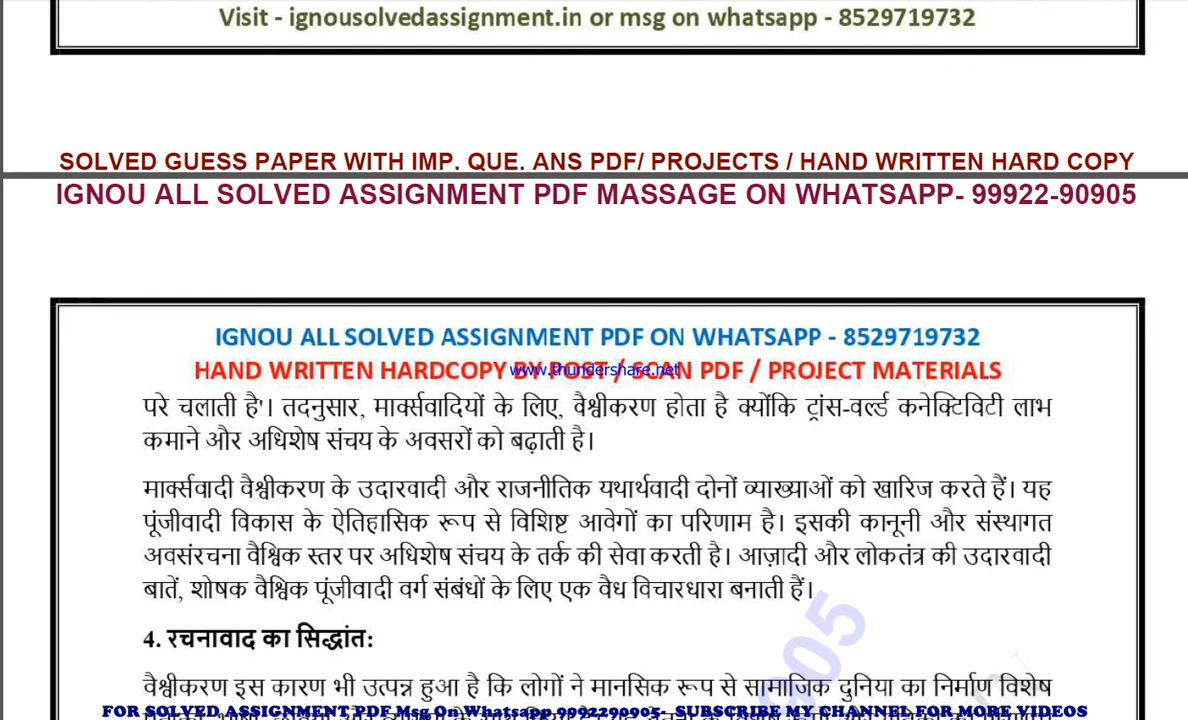 Visit - ignousolvedassignment.in or msg on whatsapp - 8529719732
SOLVED GUESS PAPER WITH IMP. QUE. ANS PDF/ PROJECTS / HAND WRITTEN HARD COPY
IGNOU ALL SOLVED ASSIGNMENT PDF MASSAGE ON WHATSAPP- 99922-90905
IGNOU ALL SOLVED ASSIGNMENT PDF ON WHATSAPP - 8529719732
HAND WRITTEN HARDCOPY BY POST / SCAN PDF / PROJECT MATERIALS
www.thundershare.net
परे चलाती है'। तदनुसार, मार्क्सवादियों के लिए, वैश्वीकरण होता है क्योंकि ट्रांस-वर्ल्ड कनेक्टिविटी लाभ
कमाने और अधिशेष संचय के अवसरों को बढ़ाती है।
मार्क्सवादी वैश्वीकरण के उदारवादी और राजनीतिक यथार्थवादी दोनों व्याख्याओं को खारिज करते हैं। यह
पूंजीवादी विकास के ऐतिहासिक रूप से विशिष्ट आवेगों का परिणाम है। इसकी कानूनी और संस्थागत
अवसंरचना वैश्विक स्तर पर अधिशेष संचय के तर्क की सेवा करती है। आज़ादी और लोकतंत्र की उदारवादी
बातें, शोषक वैश्विक पूंजीवादी वर्ग संबंधों के लिए एक वैध विचारधारा बनाती हैं।
4. रचनावाद का सिद्धांत:
वैश्वीकरण इस कारण भी उत्पन्न हुआ है कि लोगों ने मानसिक रूप से सामाजिक दुनिया का निर्माण विशेष
FOR SOLVED ASSIGNMENT PDF Msg On Whatsapp 9992290905- SUBSCRIBE MY CHANNEL FOR MORE VIDEOS
905